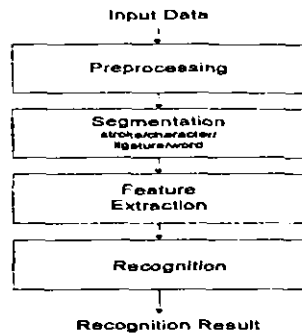 Input Data
Preprocessing
Segmentation
stroke/character/
ligature/word
Feature
Extraction
Recognition
Recognition Result